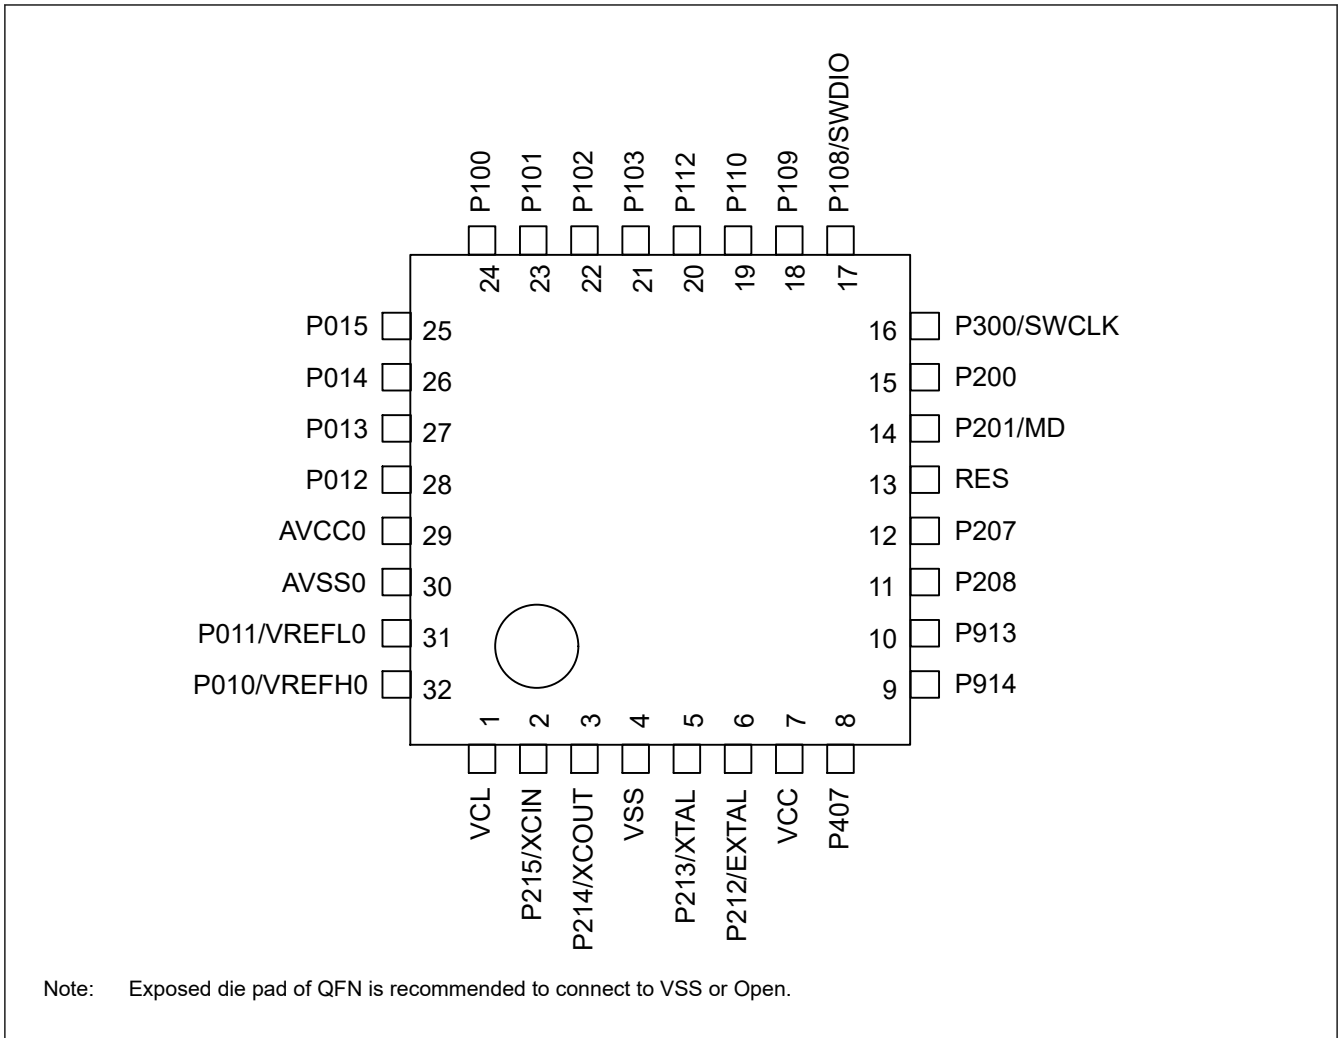 P100
P101
P102
P103
P112
P110
P109
P108/SWDIO
24
23
22
21
20
19
18
17
P015 25
P014 26
P013 27
P012 28
AVCC0 29
AVSS0 30
P011/VREFL0 31
P010/VREFH0 32
16 P300/SWCLK
15 P200
14 P201/MD
13 RES
12 P207
11 P208
10 P913
9 P914
1
2
3
4
5
6
7
8
VCL
P215/XCIN
P214/XCOUT
VSS
P213/XTAL
P212/EXTAL
VCC
P407
Note: Exposed die pad of QFN is recommended to connect to VSS or Open.